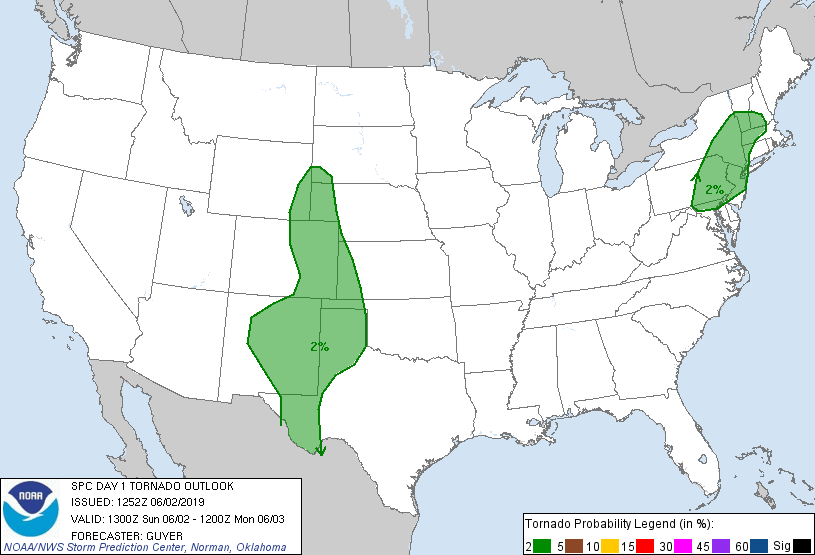 2%
2%
NOAA
SPC DAY 1 TORNADO OUTLOOK
ISSUED: 1252Z 06/02/2019
VALID: 1300Z Sun 06/02 - 1200Z Mon 06/03
FORECASTER: GUYER
NOAA/NWS Storm Prediction Center, Norman, Oklahoma
Tornado Probability Legend (in %):
2 5 10 15 30 45 60 Sig